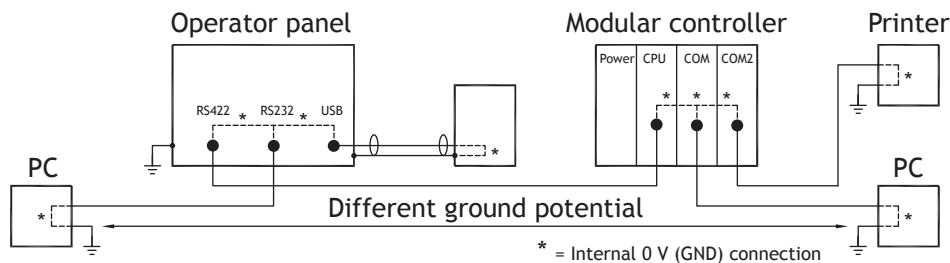 Operator panel
Modular controller
Printer
Power CPU COM COM2
* * * *
RS422 RS232 USB
* *
*
PC
PC
Different ground potential
* *
* = Internal 0 V (GND) connection